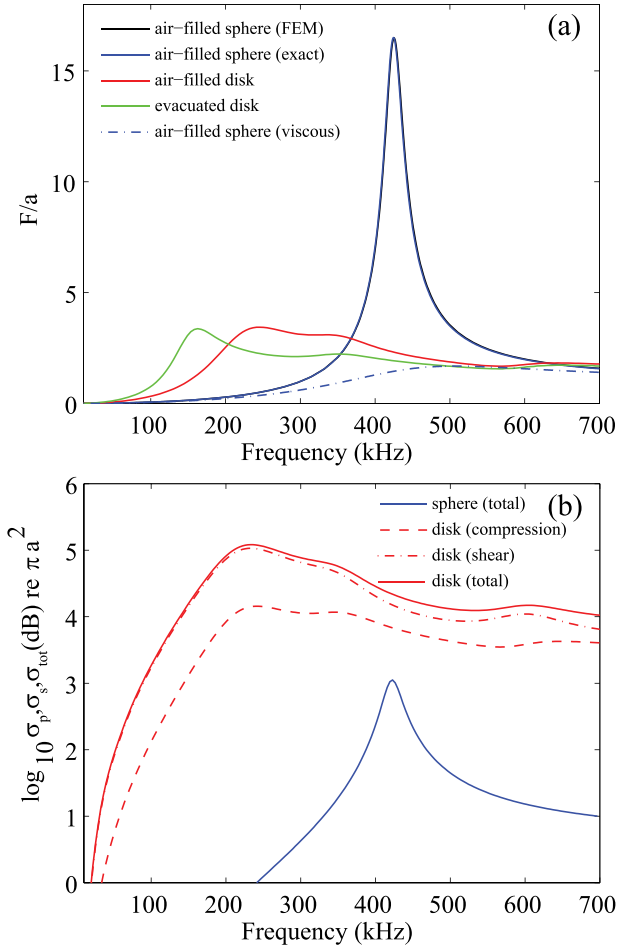 (a)
air−filled sphere (FEM)
air−filled sphere (exact)
air−filled disk
evacuated disk
air−filled sphere (viscous)
F/a
15
10
5
0
100 200 300 400 500 600 700
Frequency (kHz)
(b)
sphere (total)
disk (compression)
disk (shear)
disk (total)
log10 σp,σs,σtot(dB) re π a2
6
5
4
3
2
1
0
100 200 300 400 500 600 700
Frequency (kHz)